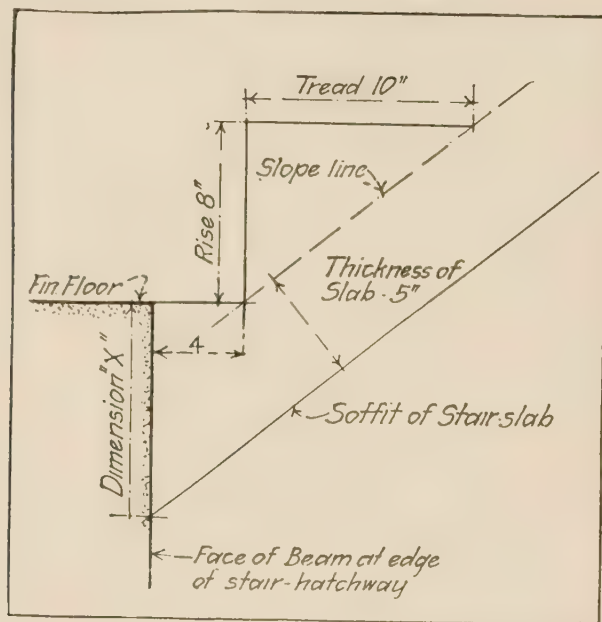 Tread 10"
Slope line
Rise 8"
Fin Floor
Thickness of
Slab - 5"
4
Dimension "X"
Soffit of Stair-slab
Face of Beam at edge
of stair-hatchway